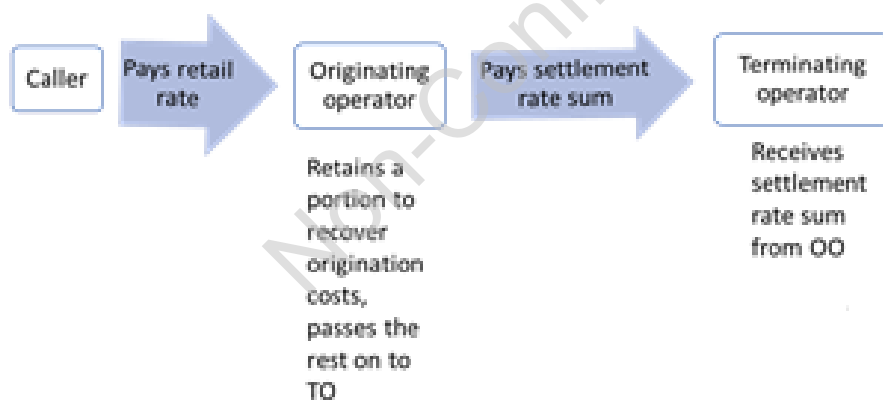 Caller
Pays retail
rate
Originating
operator
Pays settlement
rate sum
Terminating
operator
Retains a
portion to
recover
origination
costs,
passes the
rest on to
TO
Receives
settlement
rate sum
from OO